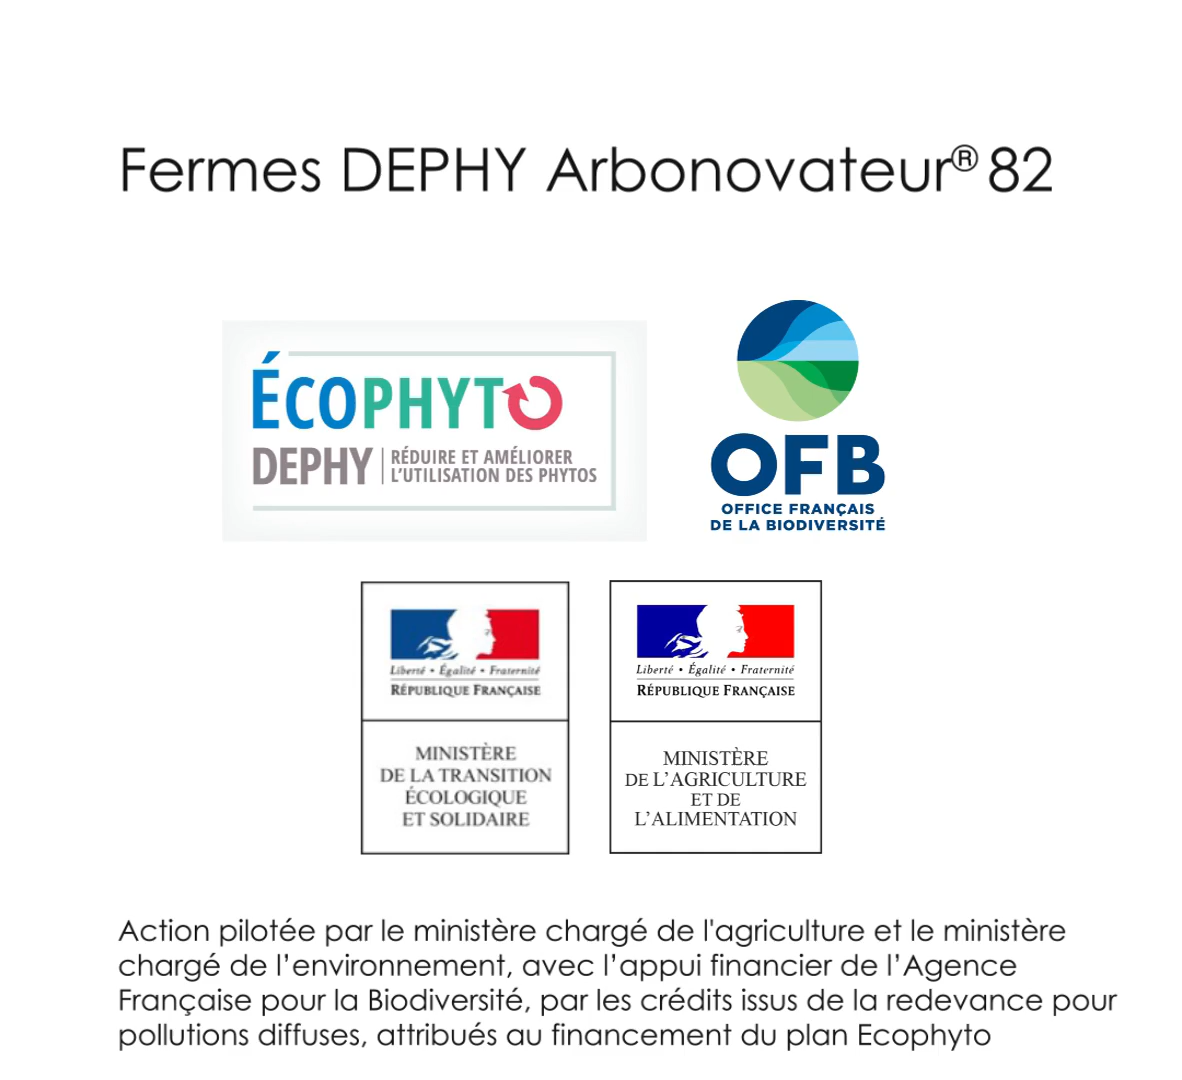 Fermes DEPHY Arbonovateur® 82
ÉCOPHYTO
DEPHY
RÉDUIRE ET AMÉLIORER
L'UTILISATION DES PHYTOS
OFB
OFFICE FRANÇAIS
DE LA BIODIVERSITÉ
Liberté • Égalité • Fraternité
RÉPUBLIQUE FRANÇAISE
MINISTÈRE
DE LA TRANSITION
ÉCOLOGIQUE
ET SOLIDAIRE
Liberté • Égalité • Fraternité
RÉPUBLIQUE FRANÇAISE
MINISTÈRE
DE L’AGRICULTURE
ET DE
L’ALIMENTATION
Action pilotée par le ministère chargé de l'agriculture et le ministère
chargé de l’environnement, avec l’appui financier de l’Agence
Française pour la Biodiversité, par les crédits issus de la redevance pour
pollutions diffuses, attribués au financement du plan Ecophyto